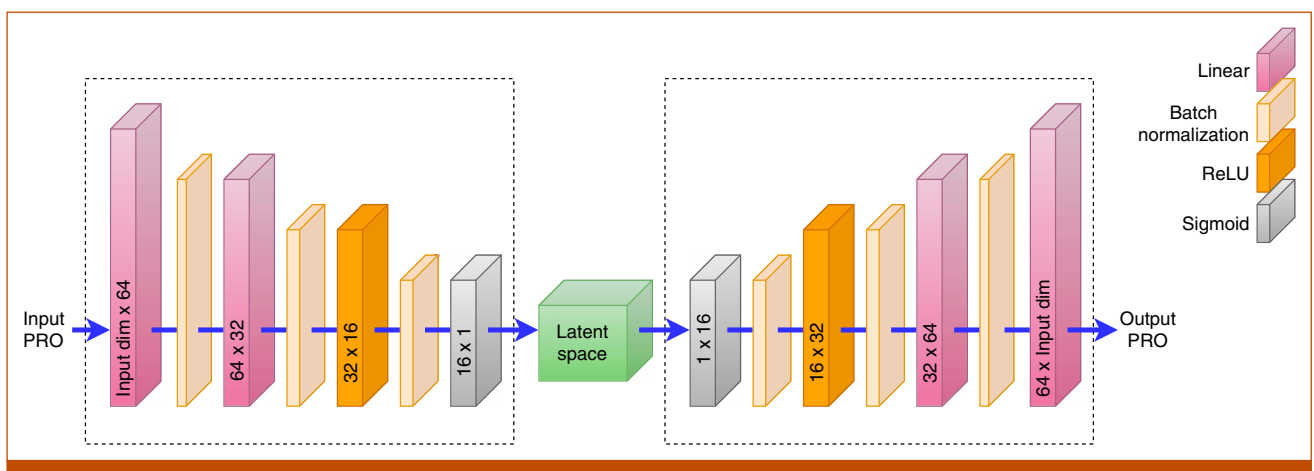 Input
PRO
Input dim x 64
64 x 32
32 x 16
16 x 1
Latent
space
1 x 16
16 x 32
32 x 64
64 x Input dim
Output
PRO
Linear
Batch
normalization
ReLU
Sigmoid